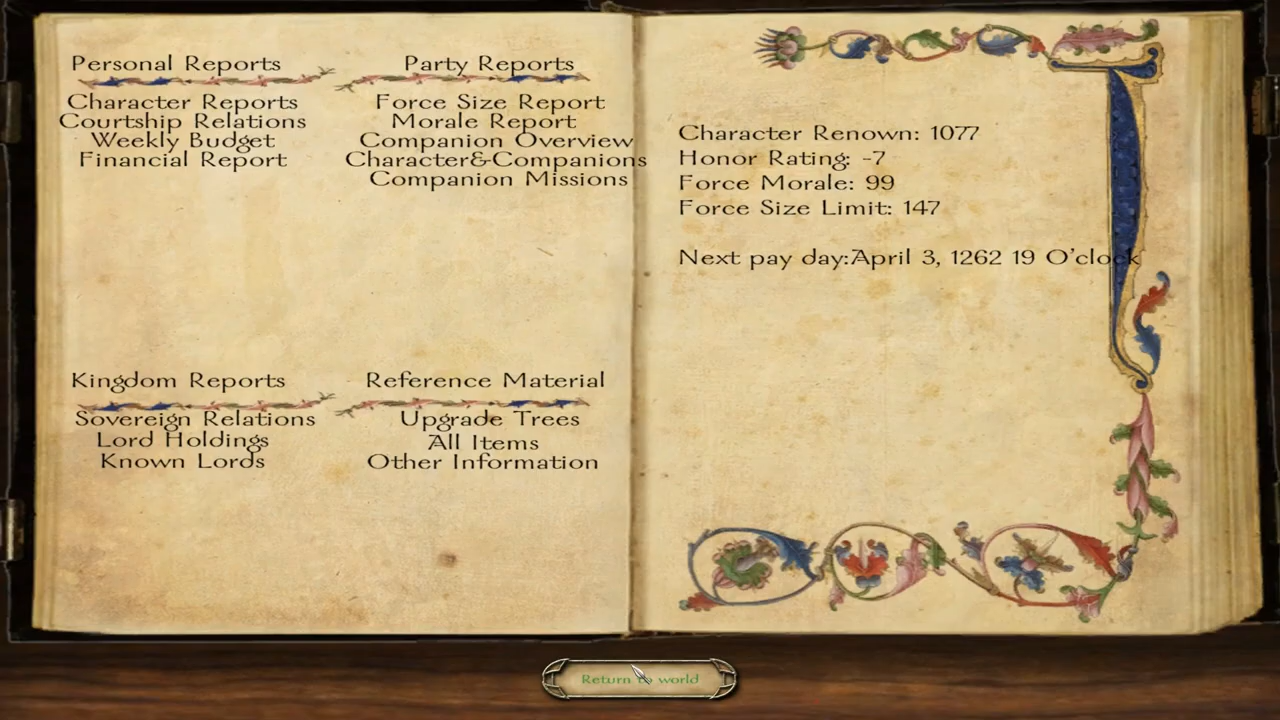 Personal Reports
Character Reports
Courtship Relations
Weekly Budget
Financial Report
Party Reports
Force Size Report
Morale Report
Companion Overview
Character&Companions
Companion Missions
Kingdom Reports
Sovereign Relations
Lord Holdings
Known Lords
Reference Material
Upgrade Trees
All Items
Other Information
Character Renown: 1077
Honor Rating: -7
Force Morale: 99
Force Size Limit: 147
Next pay day:April 3, 1262 19 O'clock
Return to world